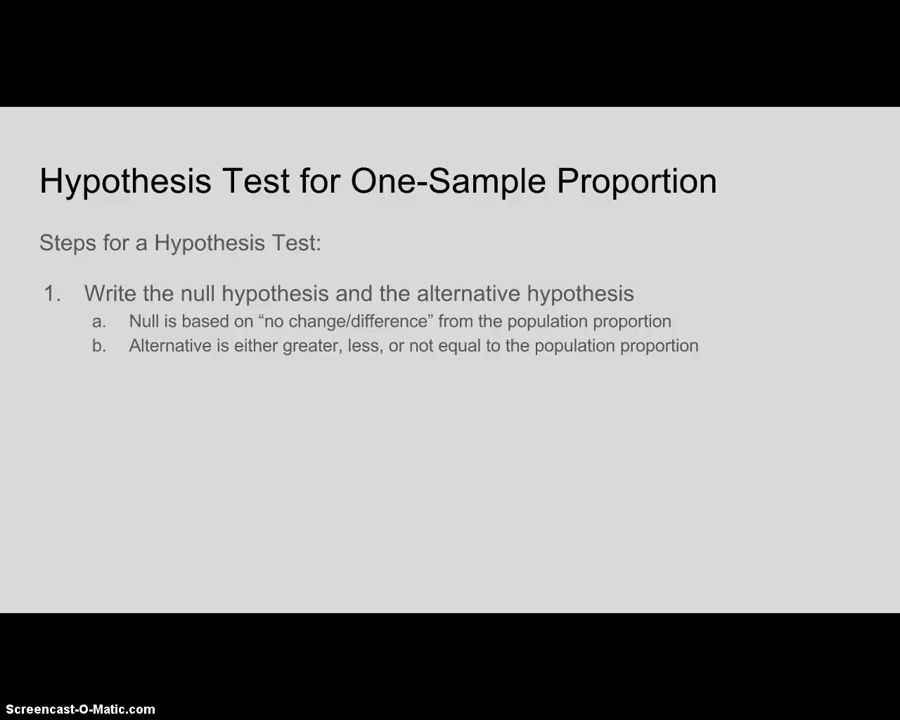 Hypothesis Test for One-Sample Proportion
Steps for a Hypothesis Test:
1. Write the null hypothesis and the alternative hypothesis
a. Null is based on “no change/difference” from the population proportion
b. Alternative is either greater, less, or not equal to the population proportion
Screencast-O-Matic.com